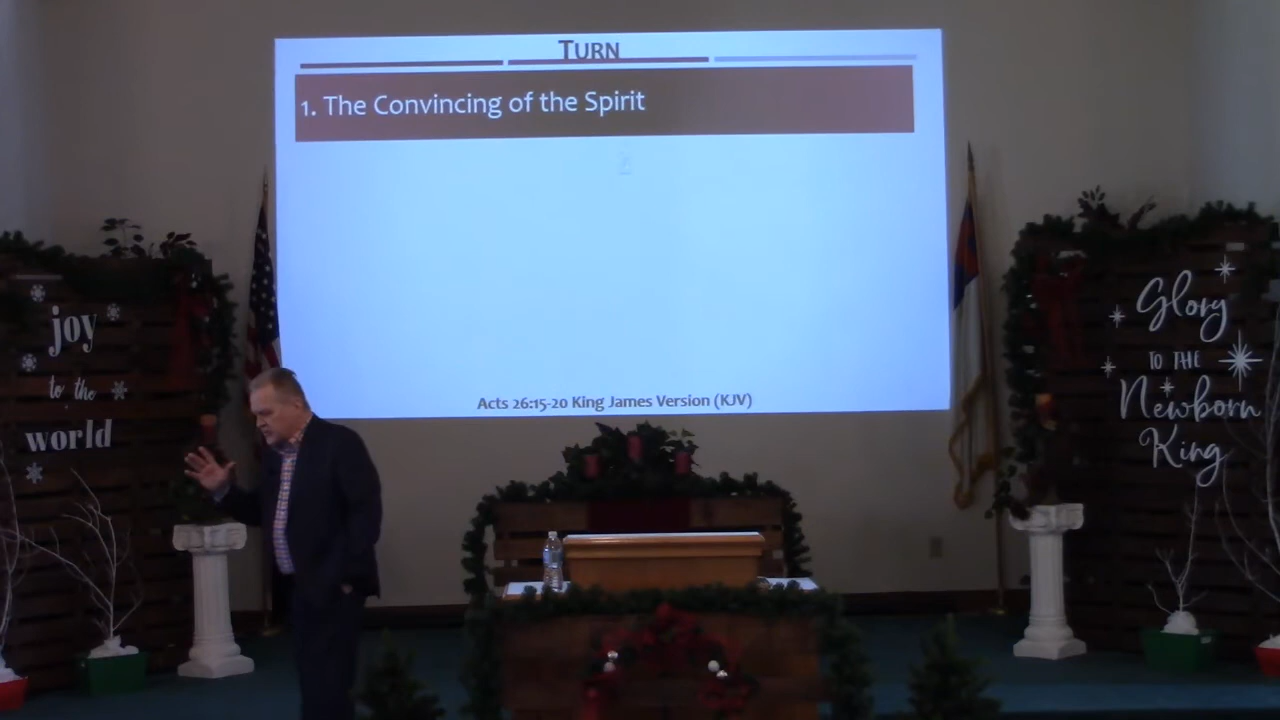 Turn
1. The Convincing of the Spirit
Acts 26:15-20 King James Version (KJV)
joy
to the
world
Glory
TO THE
Newborn
King